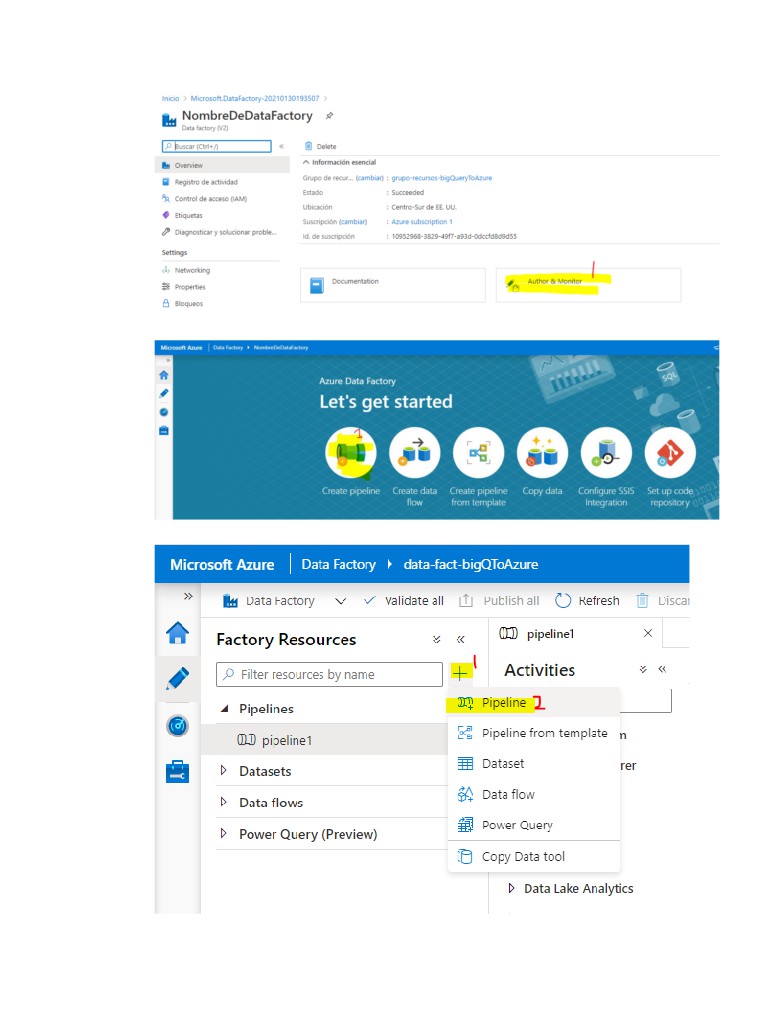 Inicio > Microsoft.DataFactory-20210130193507 >
NombreDeDataFactory
Data factory (V2)
Buscar (Ctrl+/)
«
Delete
Overview
Registro de actividad
Control de acceso (IAM)
Etiquetas
Diagnosticar y solucionar proble...
Settings
Networking
Properties
Bloqueos
Información esencial
Grupo de recur... (cambiar) : grupo-recursos-bigQueryToAzure
Estado : Succeeded
Ubicación : Centro-Sur de EE. UU.
Suscripción (cambiar) : Azure subscription 1
Id. de suscripción : 10952968-3829-49f7-a93d-0dccfd8d9d55
Documentation
Author & Monitor
1
Microsoft Azure | Data Factory > NombreDeDataFactory
»
Azure Data Factory
Let's get started
1
SQL
Create pipeline
Create data flow
Create pipeline from template
Copy data
Configure SSIS Integration
Set up code repository
Microsoft Azure | Data Factory > data-fact-bigQToAzure
»
Data Factory
Validate all
Publish all
Refresh
Discar
Factory Resources
«
Filter resources by name
+ 1
Pipelines
pipeline1
Datasets
Data flows
Power Query (Preview)
pipeline1 ×
Activities
«
Pipeline 2
Pipeline from template
Dataset
Data flow
Power Query
Copy Data tool
m
rer
Data Lake Analytics